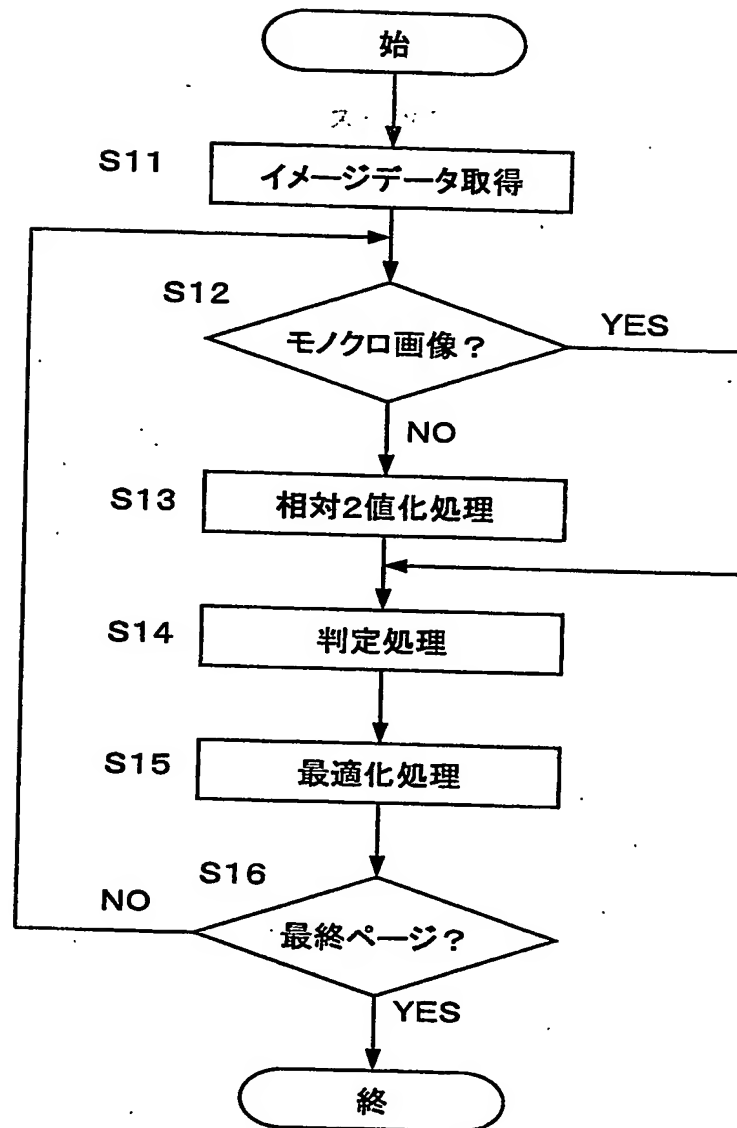 始
S11
イメージデータ取得
S12
モノクロ画像?
YES
NO
S13
相対2値化処理
S14
判定処理
S15
最適化処理
S16
NO
最終ページ?
YES
終